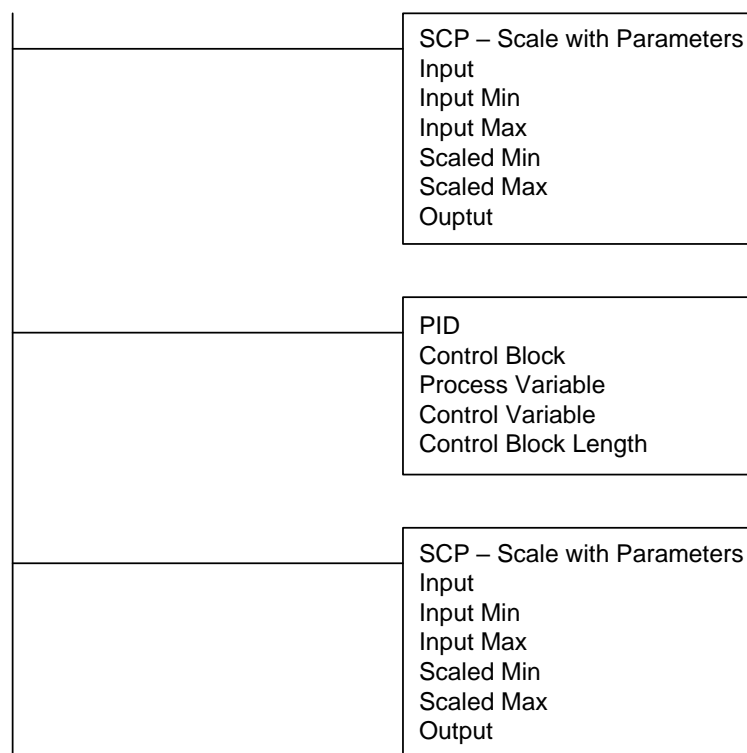 SCP – Scale with Parameters
Input
Input Min
Input Max
Scaled Min
Scaled Max
Ouptut
PID
Control Block
Process Variable
Control Variable
Control Block Length
SCP – Scale with Parameters
Input
Input Min
Input Max
Scaled Min
Scaled Max
Output